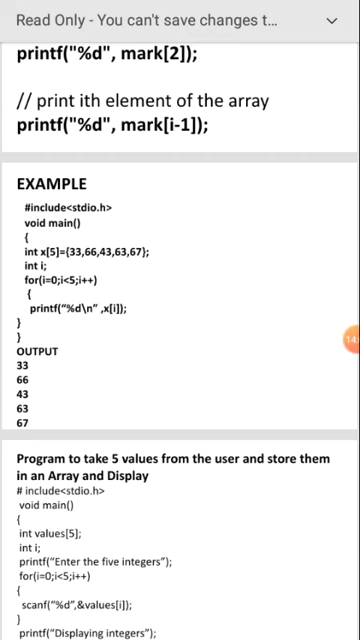 Read Only - You can't save changes t...
printf("%d", mark[2]);
// print ith element of the array
printf("%d", mark[i-1]);
EXAMPLE
#include<stdio.h>
void main()
{
int x[5]={33,66,43,63,67};
int i;
for(i=0;i<5;i++)
{
printf(“%d\n” ,x[i]);
}
}
OUTPUT
33
66
43
63
67
Program to take 5 values from the user and store them
in an Array and Display
# include<stdio.h>
void main()
{
int values[5];
int i;
printf(“Enter the five integers”);
for(i=0;i<5;i++)
{
scanf(“%d”,&values[i]);
}
printf(“Displaying integers”);